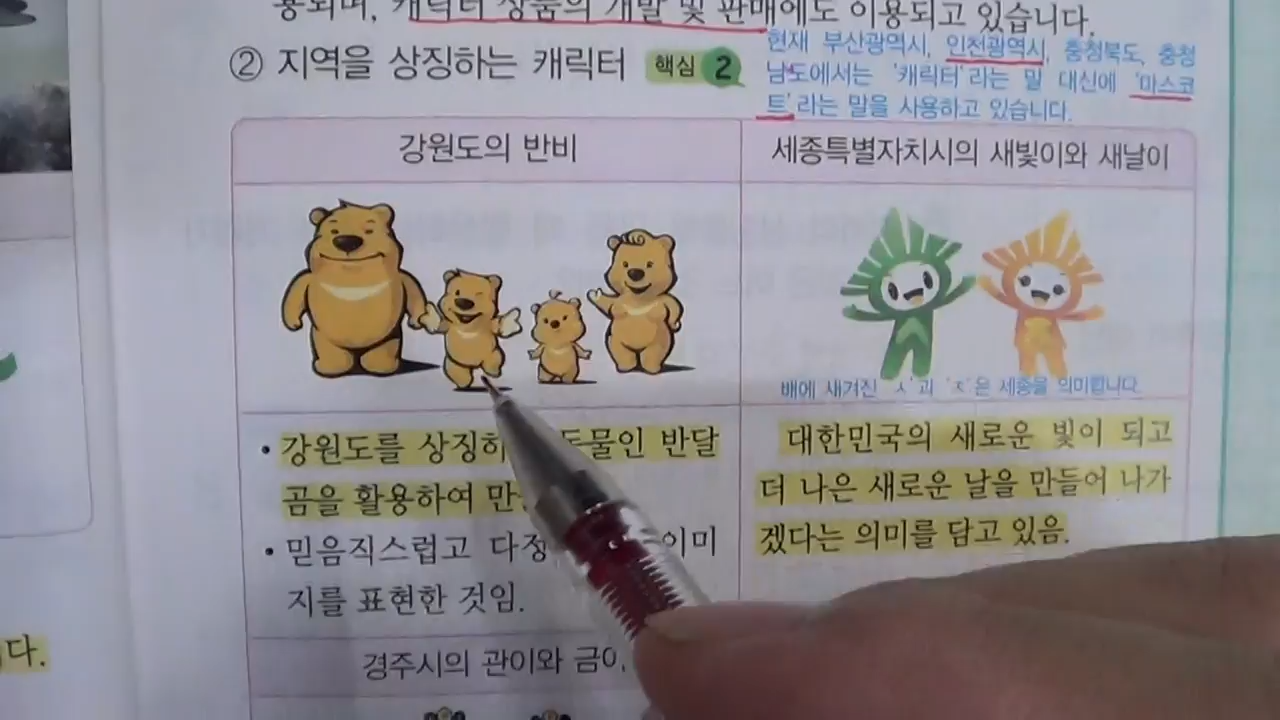 용되며, 캐릭터 상품의 개발 및 판매에도 이용되고 있습니다.
② 지역을 상징하는 캐릭터 핵심 2
현재 부산광역시, 인천광역시, 충청북도, 충청
남도에서는 '캐릭터'라는 말 대신에 '마스코
트'라는 말을 사용하고 있습니다.
강원도의 반비
세종특별자치시의 새빛이와 새날이
배에 새겨진 'ㅅ'과 'ㅈ'은 세종을 의미합니다.
• 강원도를 상징하 동물인 반달
곰을 활용하여 만
• 믿음직스럽고 다정 이미
지를 표현한 것임.
대한민국의 새로운 빛이 되고
더 나은 새로운 날을 만들어 나가
겠다는 의미를 담고 있음.
경주시의 관이와 금이,
다.